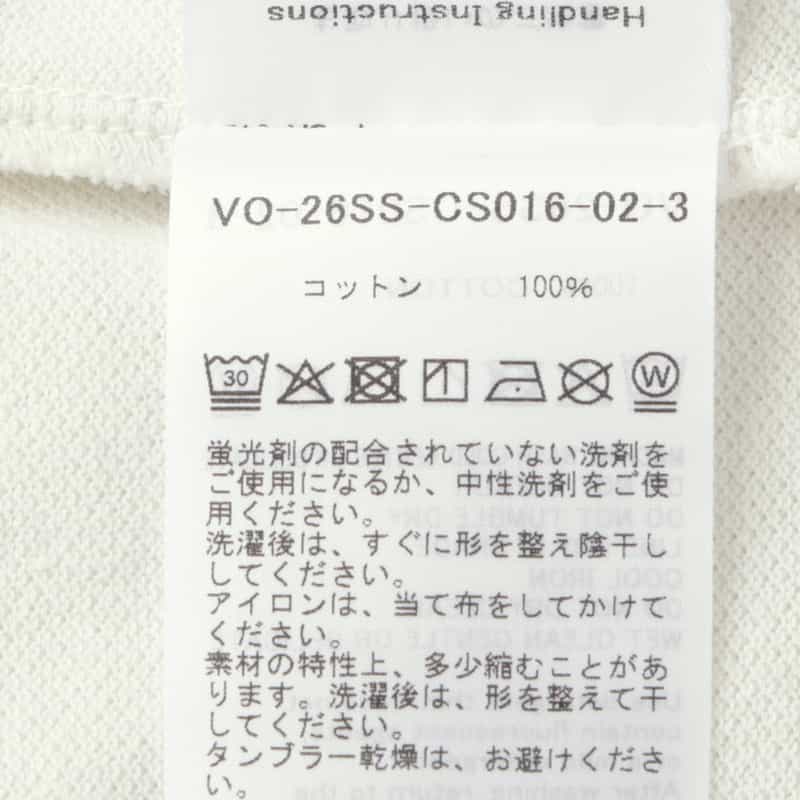 Handling Instructions
VO-26SS-CS016-02-3
コットン 100%
30
W
蛍光剤の配合されていない洗剤を
ご使用になるか、中性洗剤をご使
用ください。
洗濯後は、すぐに形を整え陰干し
してください。
アイロンは、当て布をしてかけて
ください。
素材の特性上、多少縮むことがあ
ります。洗濯後は、形を整えて干
してください。
タンブラー乾燥は、お避けくださ
い。